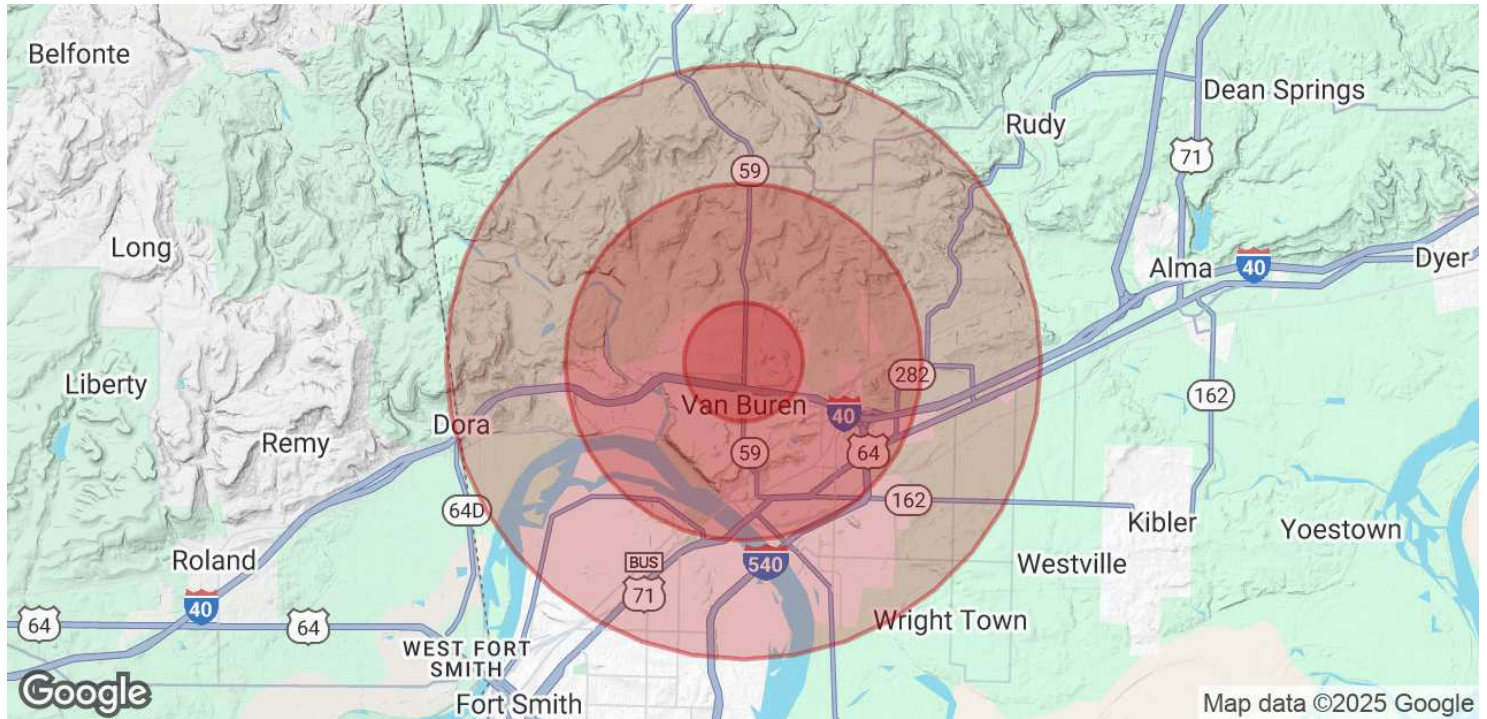 Belfonte
Dean Springs
Rudy
71
59
Long
Alma
40
Dyer
Liberty
282
162
Van Buren
40
Dora
Remy
59
64
64D
162
Kibler
Yoestown
Roland
BUS
71
540
Westville
40
64
64
Wright Town
WEST FORT
SMITH
Fort Smith
Google
Map data ©2025 Google